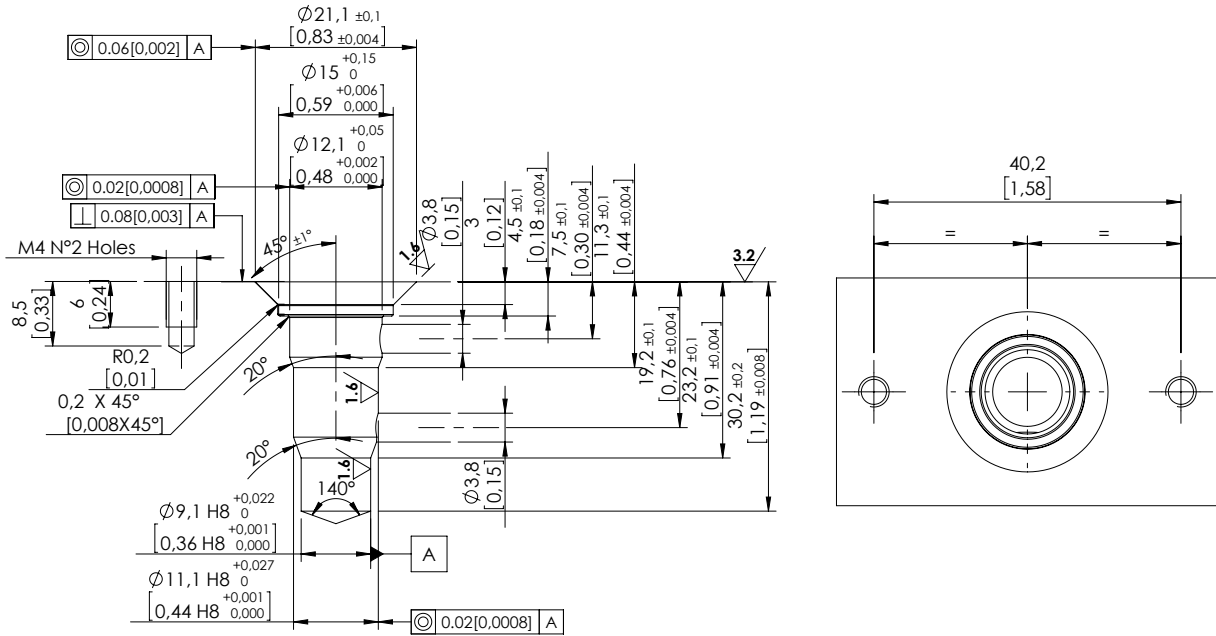 ∅21,1 ±0,1
[0,83 ±0,004]
◎ 0.06[0,002] A
∅15 +0,15 0
[0,59 +0,006 0,000]
∅12,1 +0,05 0
[0,48 +0,002 0,000]
◎ 0.02[0,0008] A
⊥ 0.08[0,003] A
M4 N°2 Holes
45° ±1°
1.6
∅3,8
[0,15]
3
[0,12]
4,5 ±0,1
[0,18 ±0,004]
7,5 ±0,1
[0,30 ±0,004]
11,3 ±0,1
[0,44 ±0,004]
3.2
40,2
[1,58]
=
=
8,5
[0,33]
6
[0,24]
R0,2
[0,01]
0,2 X 45°
[0,008X45°]
20°
1.6
19,2 ±0,1
[0,76 ±0,004]
23,2 ±0,1
[0,91 ±0,004]
30,2 ±0,2
[1,19 ±0,008]
20°
1.6
140°
∅3,8
[0,15]
∅9,1 H8 +0,022 0
[0,36 H8 +0,001 0,000]
A
∅11,1 H8 +0,027 0
[0,44 H8 +0,001 0,000]
◎ 0.02[0,0008] A